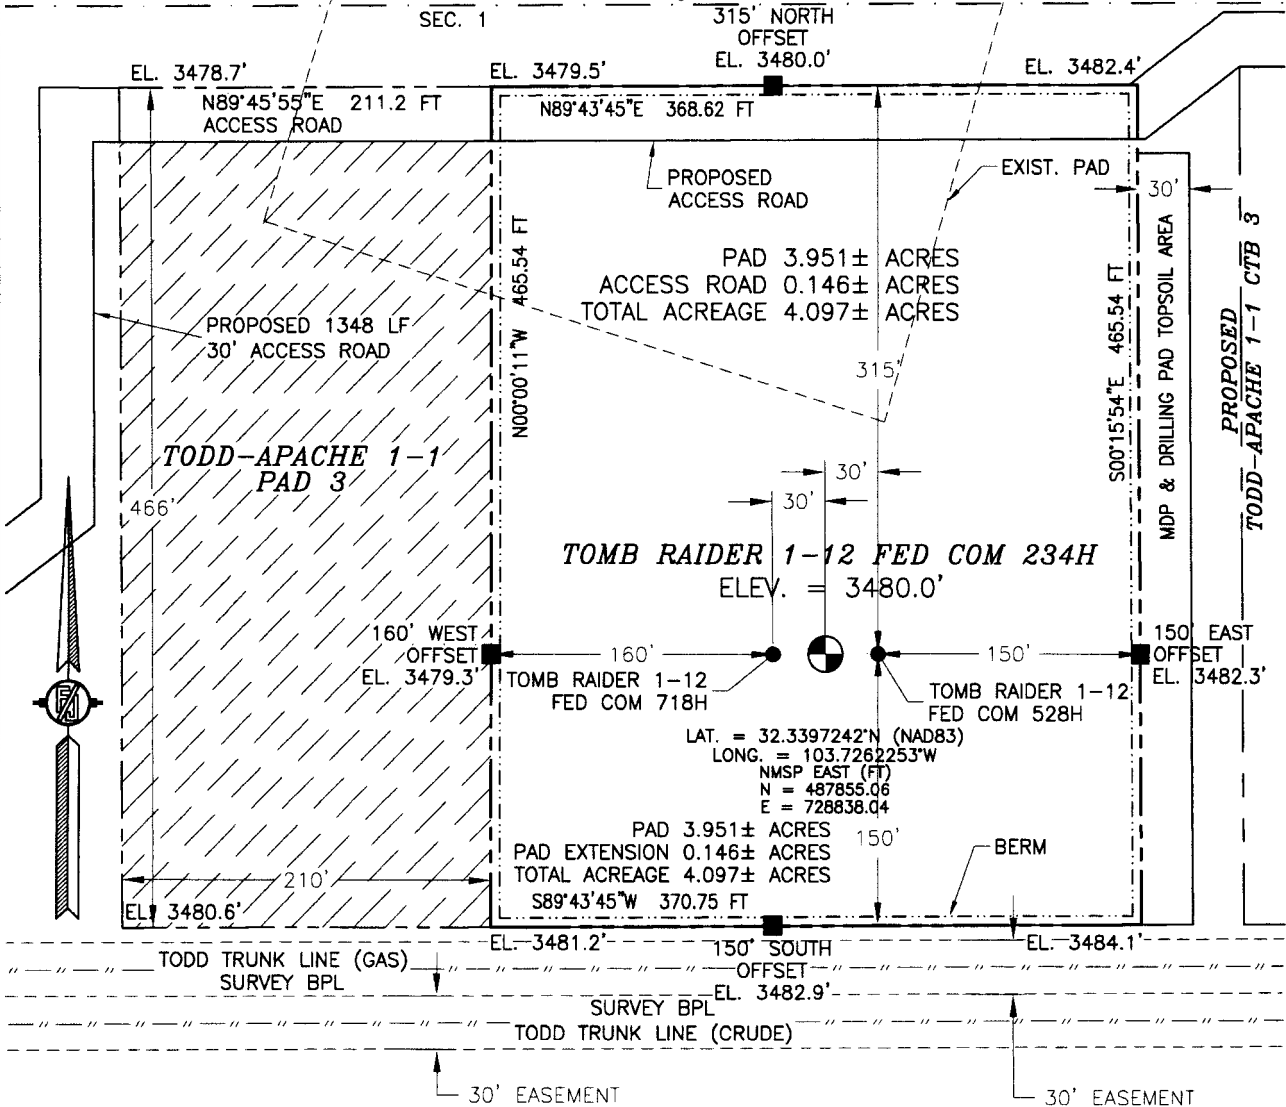 SEC. 1
315' NORTH
OFFSET
EL. 3480.0'
EL. 3478.7'
EL. 3479.5'
EL. 3482.4'
N89°45'55"E 211.2 FT
ACCESS ROAD
N89°43'45"E 368.62 FT
PROPOSED
ACCESS ROAD
EXIST. PAD
30'
PAD 3.951± ACRES
ACCESS ROAD 0.146± ACRES
TOTAL ACREAGE 4.097± ACRES
N00°00'11"W 465.54 FT
S00°15'54"E 465.54 FT
MDP & DRILLING PAD TOPSOIL AREA
PROPOSED
TODD-APACHE 1-1 CTB 3
PROPOSED 1348 LF
30' ACCESS ROAD
315'
TODD-APACHE 1-1
PAD 3
466'
30'
30'
TOMB RAIDER 1-12 FED COM 234H
ELEV. = 3480.0'
160' WEST
OFFSET
EL. 3479.3'
160'
150'
150' EAST
OFFSET
EL. 3482.3'
TOMB RAIDER 1-12
FED COM 718H
TOMB RAIDER 1-12
FED COM 528H
LAT. = 32.3397242°N (NAD83)
LONG. = 103.7262253°W
NMSP EAST (FT)
N = 487855.06
E = 728838.04
PAD 3.951± ACRES
PAD EXTENSION 0.146± ACRES
TOTAL ACREAGE 4.097± ACRES
150'
BERM
210'
S89°43'45"W 370.75 FT
EL. 3480.6'
EL. 3481.2'
150' SOUTH
OFFSET
EL. 3482.9'
EL. 3484.1'
TODD TRUNK LINE (GAS)
SURVEY BPL
SURVEY BPL
TODD TRUNK LINE (CRUDE)
30' EASEMENT
30' EASEMENT